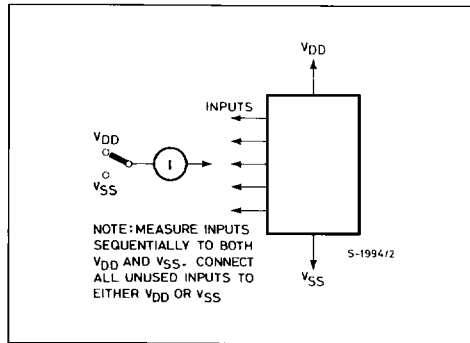 VDD
INPUTS
VDD
I
VSS
NOTE: MEASURE INPUTS
SEQUENTIALLY TO BOTH
VDD AND VSS. CONNECT
ALL UNUSED INPUTS TO
EITHER VDD OR VSS
S-1994/2
VSS